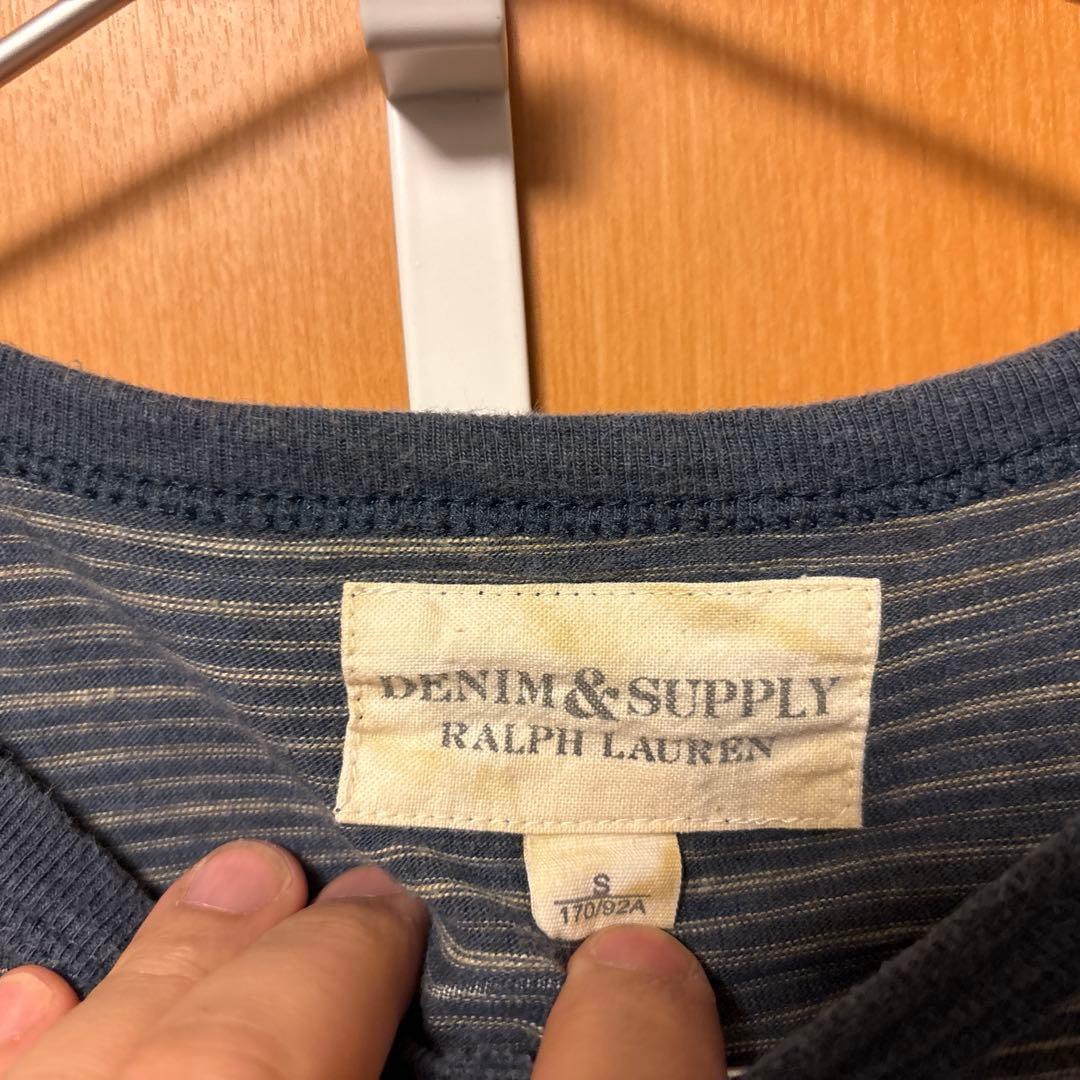 DENIM & SUPPLY
RALPH LAUREN
S
170/92A